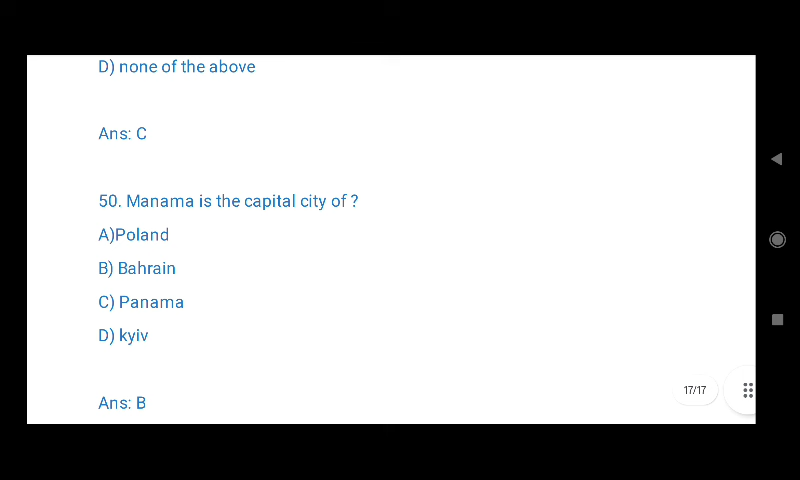 D) none of the above
Ans: C
50. Manama is the capital city of ?
A)Poland
B) Bahrain
C) Panama
D) kyiv
17/17
Ans: B